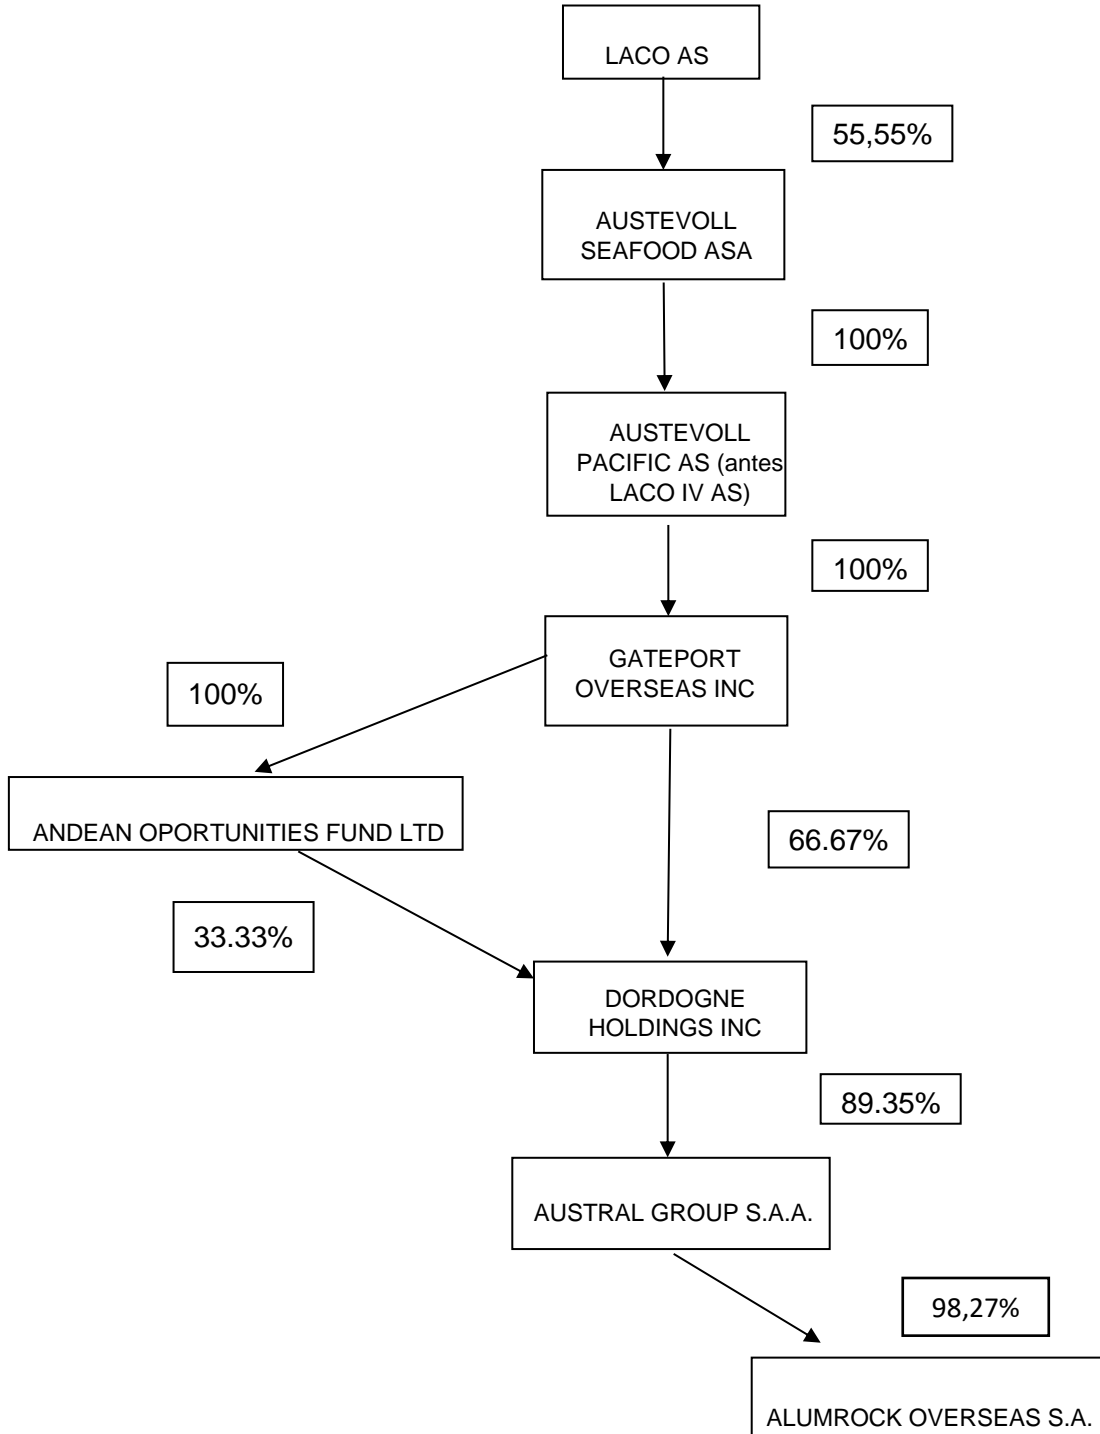 LACO AS
55,55%
AUSTEVOLL
SEAFOOD ASA
100%
AUSTEVOLL
PACIFIC AS (antes
LACO IV AS)
100%
GATEPORT
OVERSEAS INC
100%
ANDEAN OPORTUNITIES FUND LTD
66.67%
33.33%
DORDOGNE
HOLDINGS INC
89.35%
AUSTRAL GROUP S.A.A.
98,27%
ALUMROCK OVERSEAS S.A.